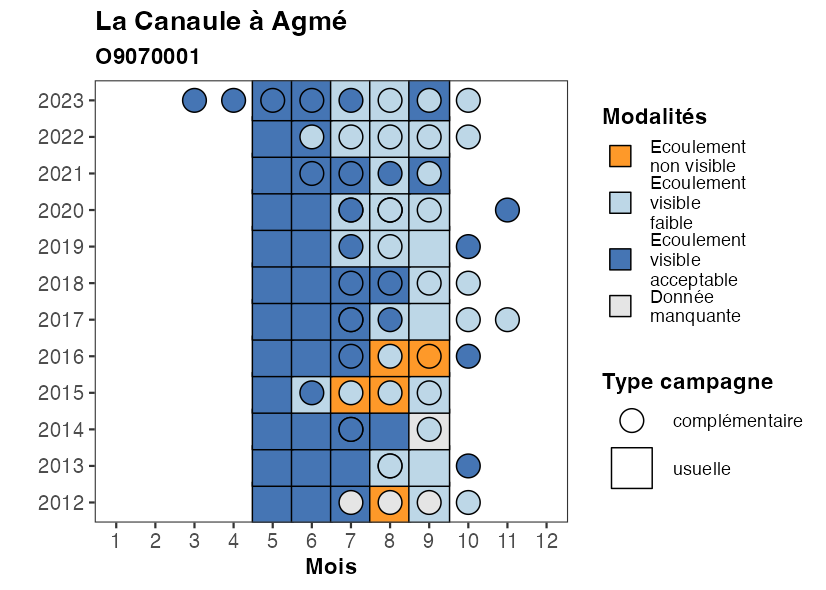 La Canaule à Agmé
O9070001
2023
2022
2021
2020
2019
2018
2017
2016
2015
2014
2013
2012
1 2 3 4 5 6 7 8 9 10 11 12
Mois
Modalités
Ecoulement
non visible
Ecoulement
visible
faible
Ecoulement
visible
acceptable
Donnée
manquante
Type campagne
complémentaire
usuelle